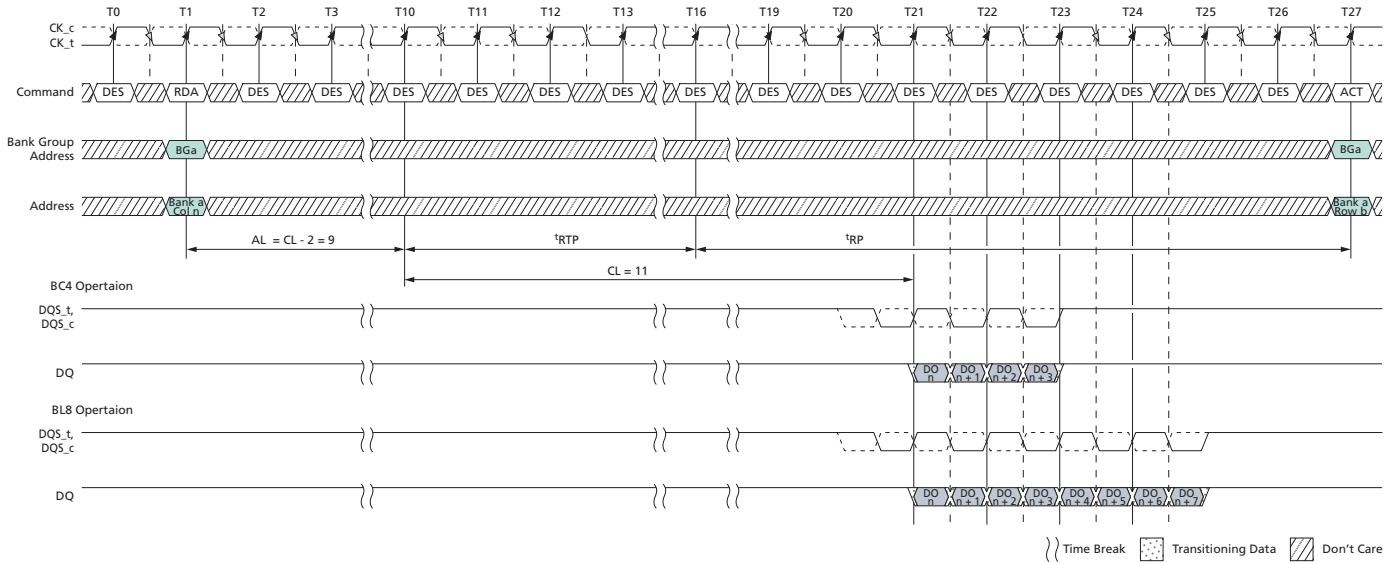 T0 T1 T2 T3 T10 T11 T12 T13 T16 T19 T20 T21 T22 T23 T24 T25 T26 T27
CK_c
CK_t
Command DES RDA DES DES DES DES DES DES DES DES DES DES DES DES DES DES DES ACT
Bank Group
Address BGa BGa
Address Bank a
Col n Bank a
Row b
AL = CL - 2 = 9 tRTP tRP
CL = 11
BC4 Opertaion
DQS_t,
DQS_c
DQ DO
n DO
n + 1 DO
n + 2 DO
n + 3
BL8 Opertaion
DQS_t,
DQS_c
DQ DO
n DO
n + 1 DO
n + 2 DO
n + 3 DO
n + 4 DO
n + 5 DO
n + 6 DO
n + 7
Time Break Transitioning Data Don't Care